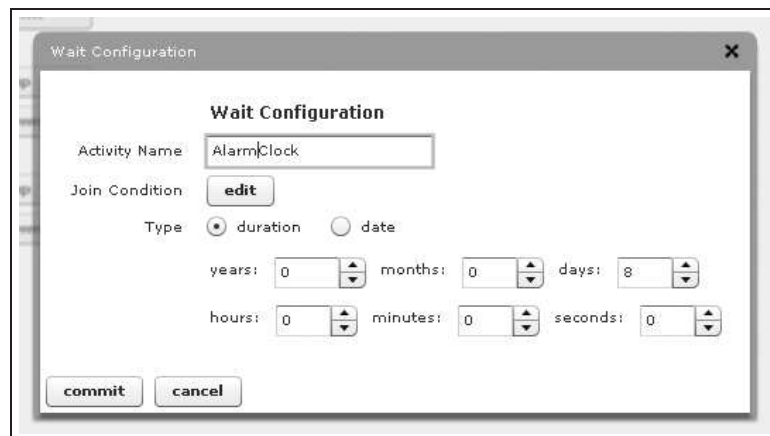 Wait Configuration
Wait Configuration
Activity Name AlarmClock
Join Condition edit
Type duration date
years: 0 months: 0 days: 8
hours: 0 minutes: 0 seconds: 0
commit cancel